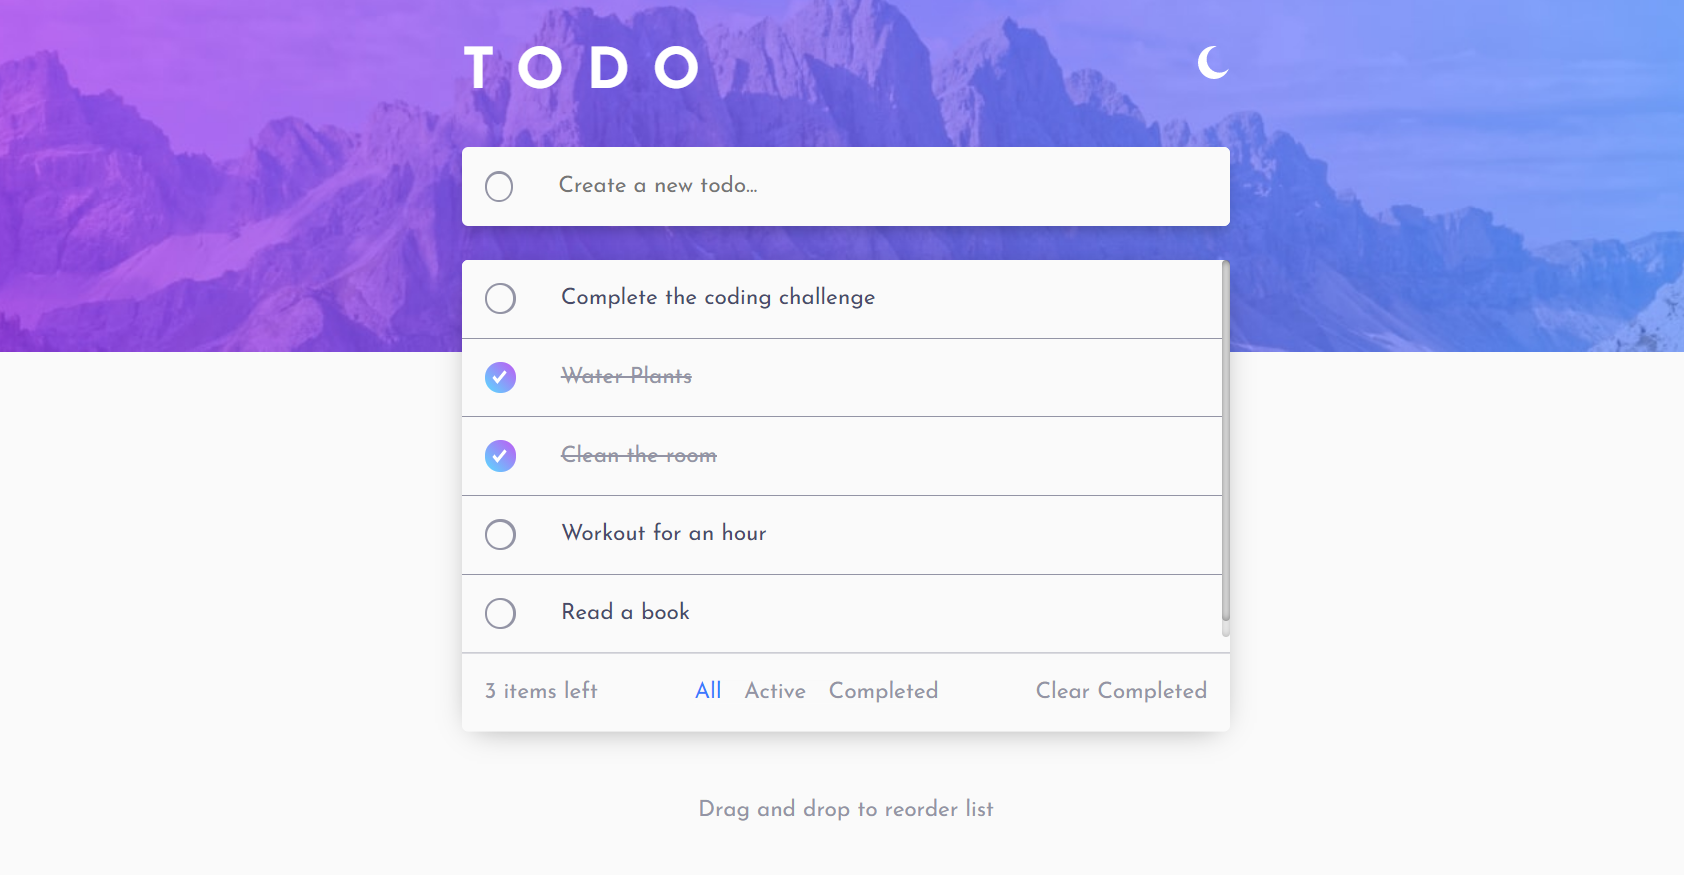 TODO
Create a new todo...
Complete the coding challenge
Water Plants
Clean the room
Workout for an hour
Read a book
3 items left All Active Completed Clear Completed
Drag and drop to reorder list